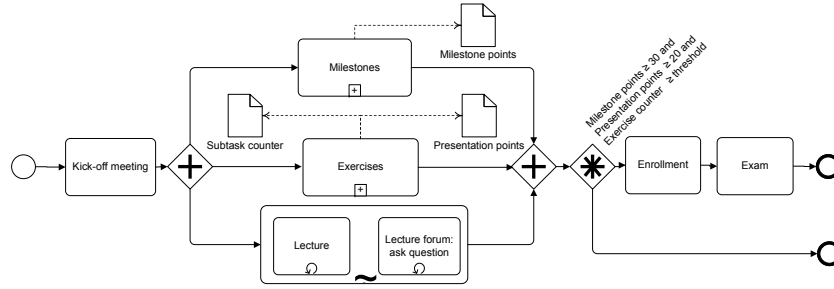 Milestone points
Milestones
Milestone points ≥ 30 and
Presentation points ≥ 20 and
Exercise counter ≥ threshold
Subtask counter
Presentation points
Kick-off meeting
Exercises
Enrollment
Exam
Lecture
Lecture forum:
ask question